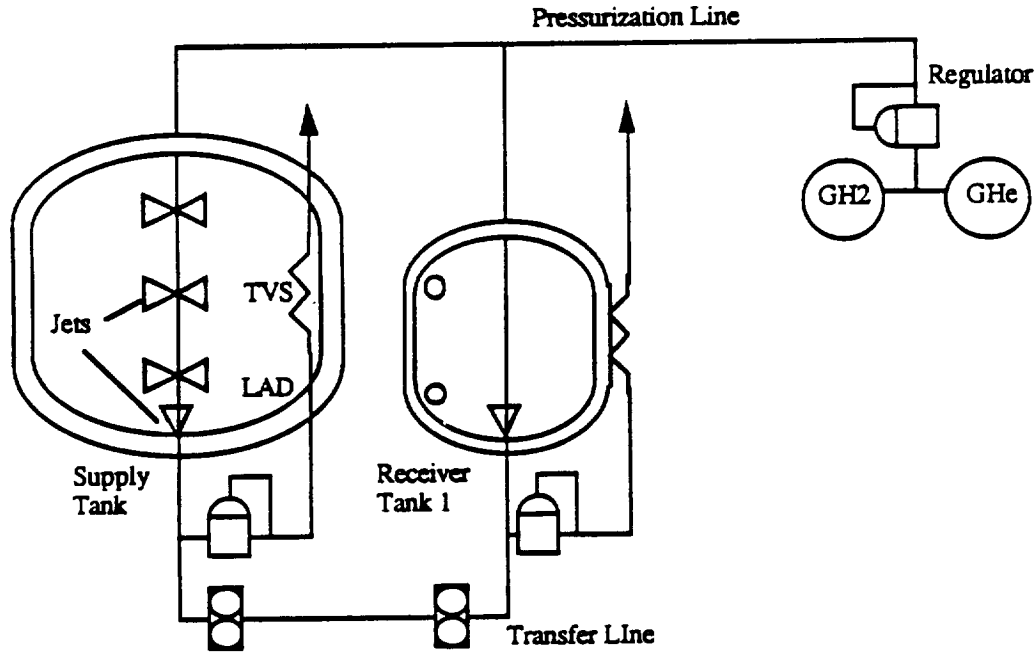 Pressurization Line
Regulator
GH2
GHe
TVS
Jets
LAD
Supply
Tank
Receiver
Tank 1
Transfer LIne